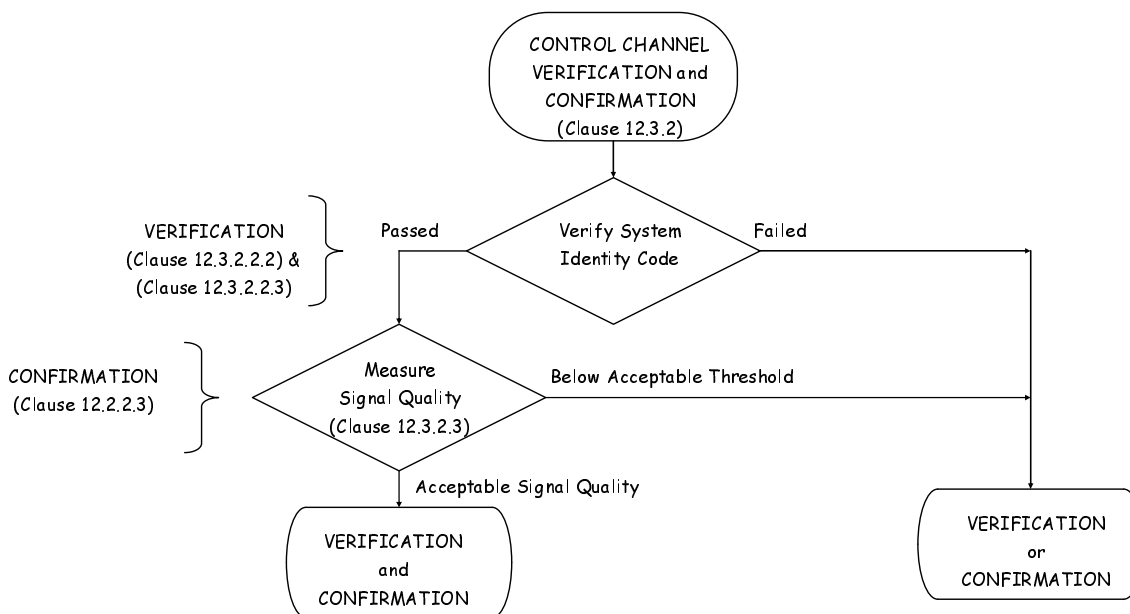 CONTROL CHANNEL
VERIFICATION and
CONFIRMATION
(Clause 12.3.2)
VERIFICATION
(Clause 12.3.2.2.2) &
(Clause 12.3.2.2.3)
Passed
Verify System
Identity Code
Failed
CONFIRMATION
(Clause 12.2.2.3)
Measure
Signal Quality
(Clause 12.3.2.3)
Below Acceptable Threshold
Acceptable Signal Quality
VERIFICATION
and
CONFIRMATION
VERIFICATION
or
CONFIRMATION